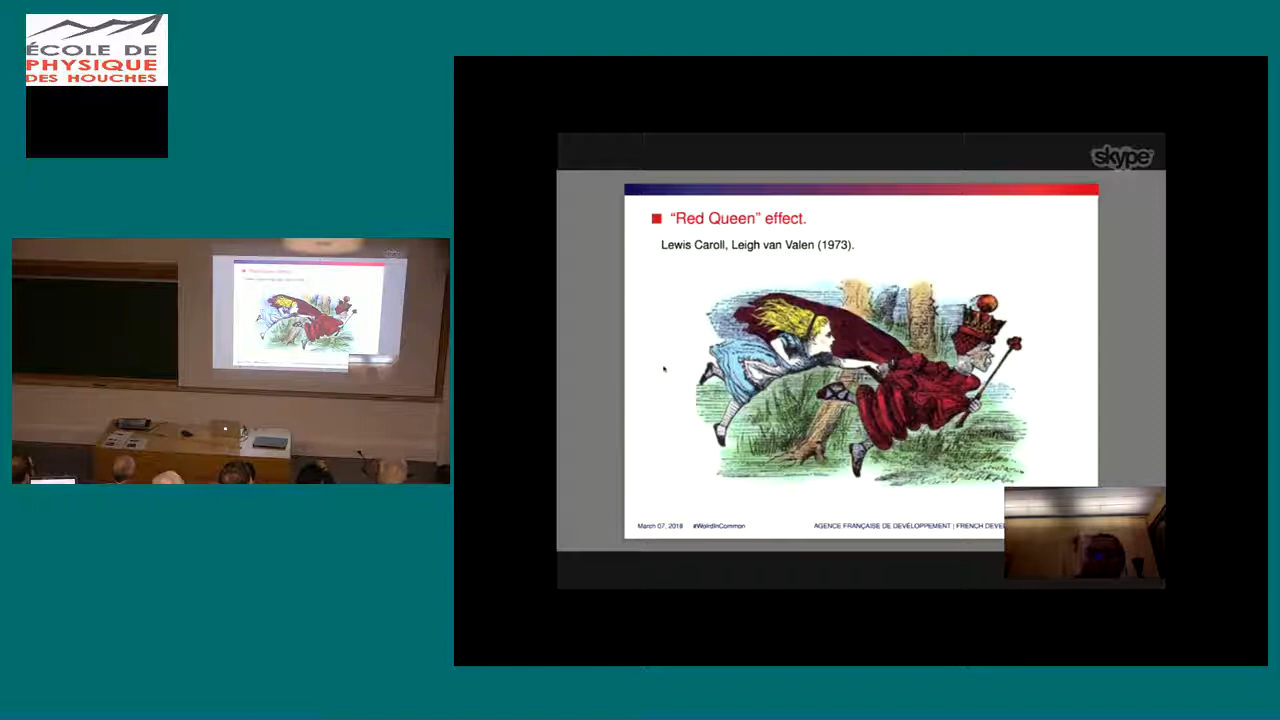 ÉCOLE DE
PHYSIQUE
DES HOUCHES
skype
"Red Queen" effect.
Lewis Caroll, Leigh van Valen (1973).
March 07, 2018 #WorldInCommon
AGENCE FRANÇAISE DE DÉVELOPPEMENT | FRENCH DEVE